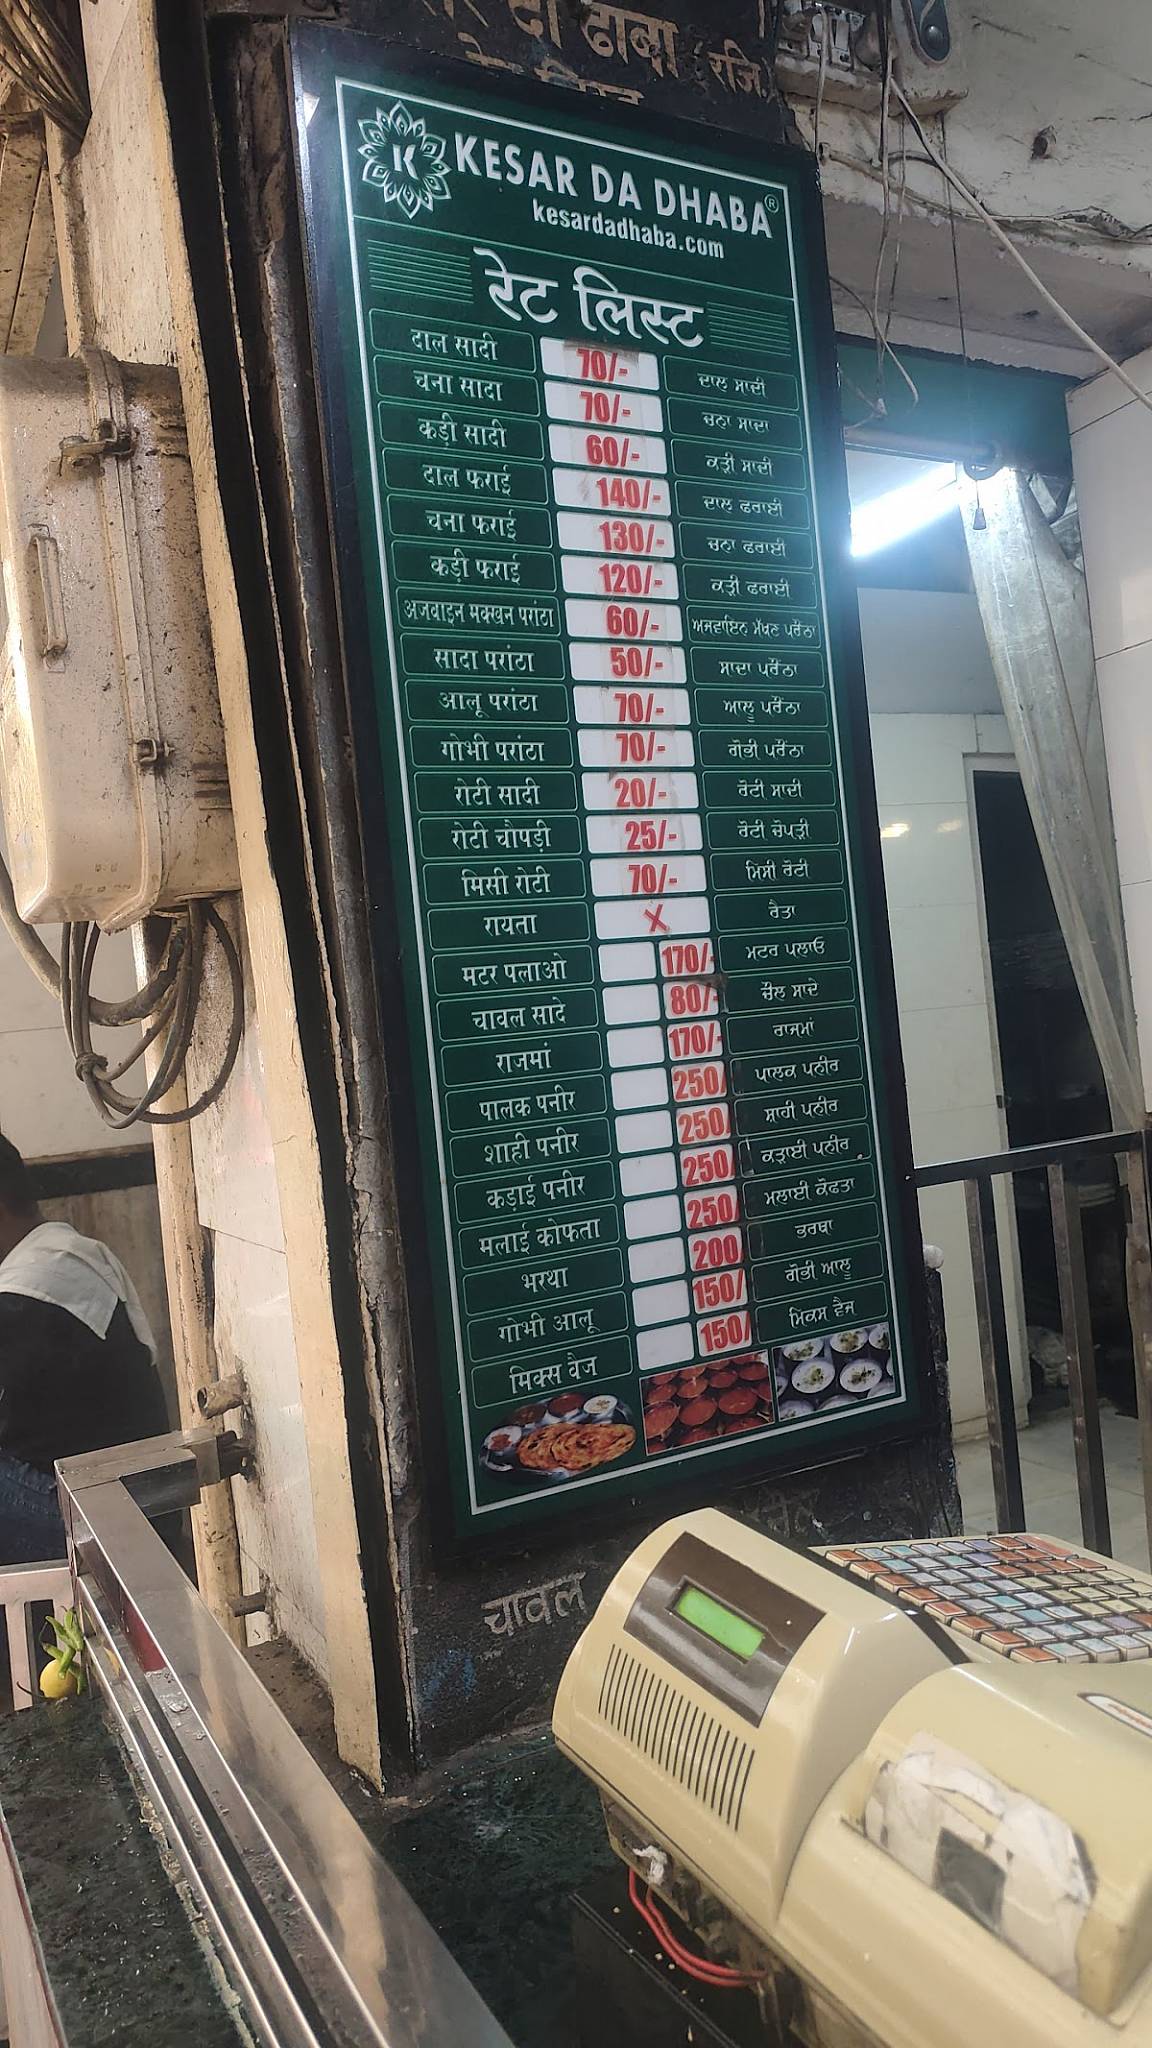 दा ढाबा (रजि.)
K KESAR DA DHABA ®
kesardadhaba.com
रेट लिस्ट
दाल सादी 70/- ਦਾਲ ਸਾਦੀ
चना सादा 70/- ਚਨਾ ਸਾਦਾ
कड़ी सादी 60/- ਕੜੀ ਸਾਦੀ
दाल फराई 140/- ਦਾਲ ਫਰਾਈ
चना फराई 130/- ਚਨਾ ਫਰਾਈ
कड़ी फराई 120/- ਕੜੀ ਫਰਾਈ
अजवाइन मक्खन परांठा 60/- ਅਜਵਾਇਨ ਮੱਖਣ ਪਰੌਂਠਾ
सादा परांठा 50/- ਸਾਦਾ ਪਰੌਂਠਾ
आलू परांठा 70/- ਆਲੂ ਪਰੌਂਠਾ
गोभी परांठा 70/- ਗੋਭੀ ਪਰੌਂਠਾ
रोटी सादी 20/- ਰੋਟੀ ਸਾਦੀ
रोटी चौपड़ी 25/- ਰੋਟੀ ਚੋਪੜੀ
मिसी रोटी 70/- ਮਿਸੀ ਰੋਟੀ
रायता X ਰੈਤਾ
मटर पलाओ 170/- ਮਟਰ ਪਲਾਓ
चावल सादे 80/- ਚੌਲ ਸਾਦੇ
राजमां 170/- ਰਾਜਮਾਂ
पालक पनीर 250/ ਪਾਲਕ ਪਨੀਰ
शाही पनीर 250/ ਸ਼ਾਹੀ ਪਨੀਰ
कड़ाई पनीर 250/ ਕੜਾਈ ਪਨੀਰ
मलाई कोफता 250/ ਮਲਾਈ ਕੋਫਤਾ
भरथा 200 ਭਰਥਾ
गोभी आलू 150/ ਗੋਭੀ ਆਲੂ
मिक्स वैज 150/ ਮਿਕਸ ਵੈਜ
चावल